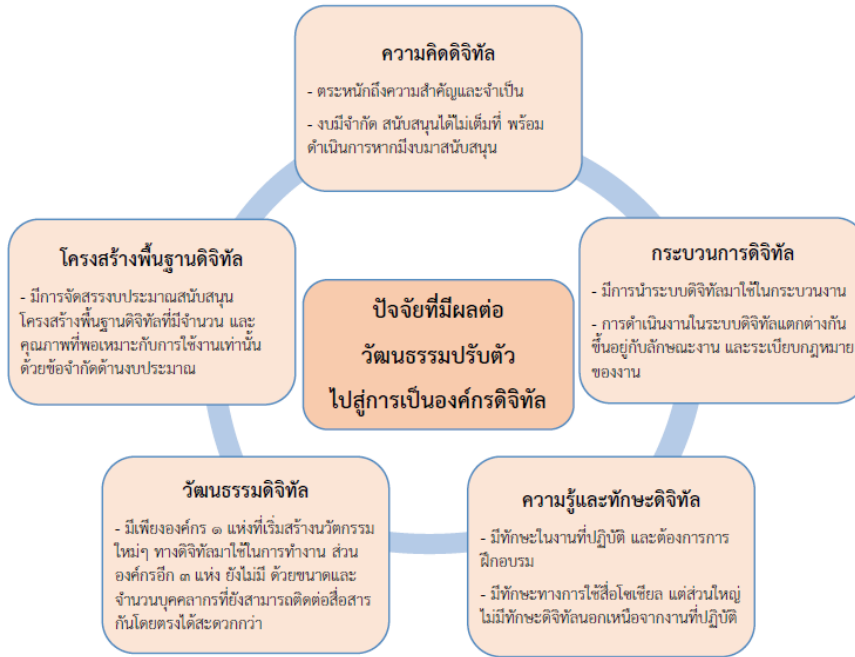 ความคิดดิจิทัล
- ตระหนักถึงความสำคัญและจำเป็น
- งบมีจำกัด สนับสนุนได้ไม่เต็มที่ พร้อม
ดำเนินการหากมีงบมาสนับสนุน
กระบวนการดิจิทัล
- มีการนำระบบดิจิทัลมาใช้ในกระบวนงาน
- การดำเนินงานในระบบดิจิทัลแตกต่างกัน
ขึ้นอยู่กับลักษณะงาน และระเบียบกฎหมาย
ของงาน
ความรู้และทักษะดิจิทัล
- มีทักษะในงานที่ปฏิบัติ และต้องการการ
ฝึกอบรม
- มีทักษะทางการใช้สื่อโซเชียล แต่ส่วนใหญ่
ไม่มีทักษะดิจิทัลนอกเหนือจากงานที่ปฏิบัติ
วัฒนธรรมดิจิทัล
- มีเพียงองค์กร ๑ แห่งที่เริ่มสร้างนวัตกรรม
ใหม่ๆ ทางดิจิทัลมาใช้ในการทำงาน ส่วน
องค์กรอีก ๓ แห่ง ยังไม่มี ด้วยขนาดและ
จำนวนบุคคลากรที่ยังสามารถติดต่อสื่อสาร
กันโดยตรงได้สะดวกกว่า
โครงสร้างพื้นฐานดิจิทัล
- มีการจัดสรรงบประมาณสนับสนุน
โครงสร้างพื้นฐานดิจิทัลที่มีจำนวน และ
คุณภาพที่พอเหมาะกับการใช้งานเท่านั้น
ด้วยข้อจำกัดด้านงบประมาณ
ปัจจัยที่มีผลต่อ
วัฒนธรรมปรับตัว
ไปสู่การเป็นองค์กรดิจิทัล